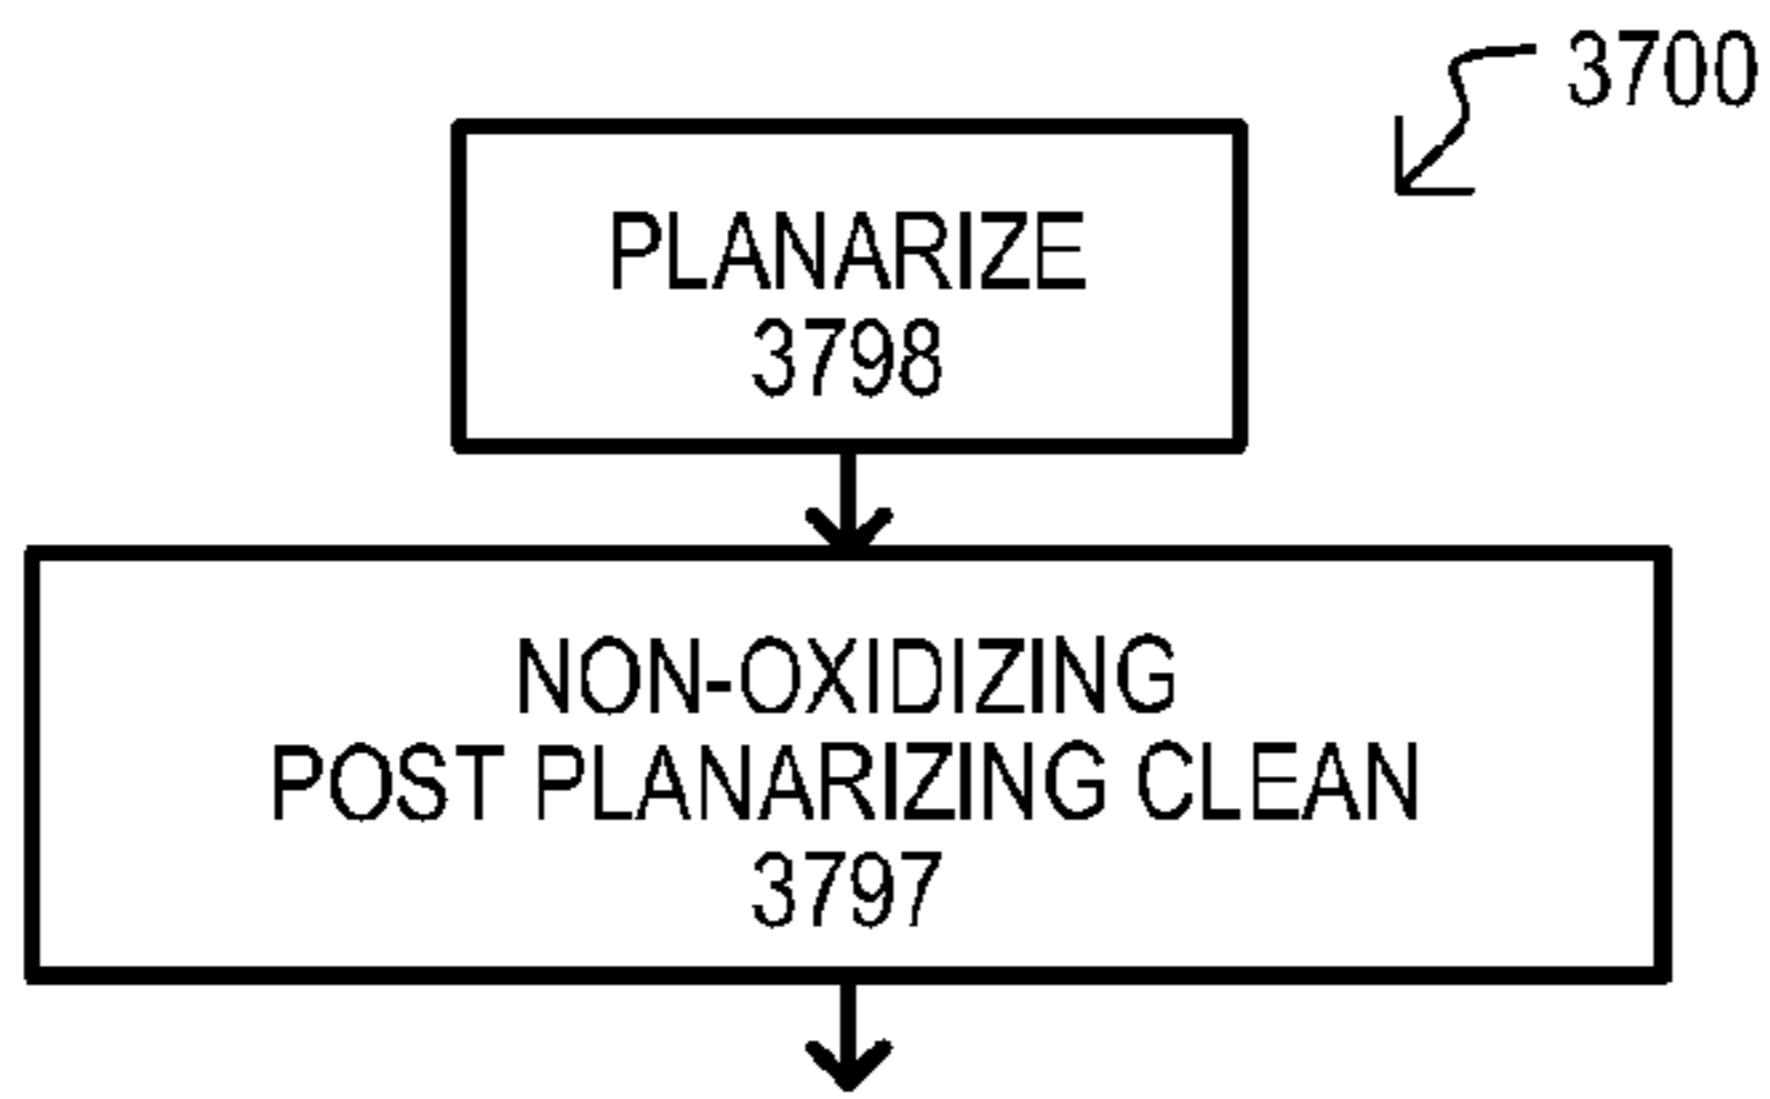 3700
PLANARIZE
3798
NON-OXIDIZING
POST PLANARIZING CLEAN
3797